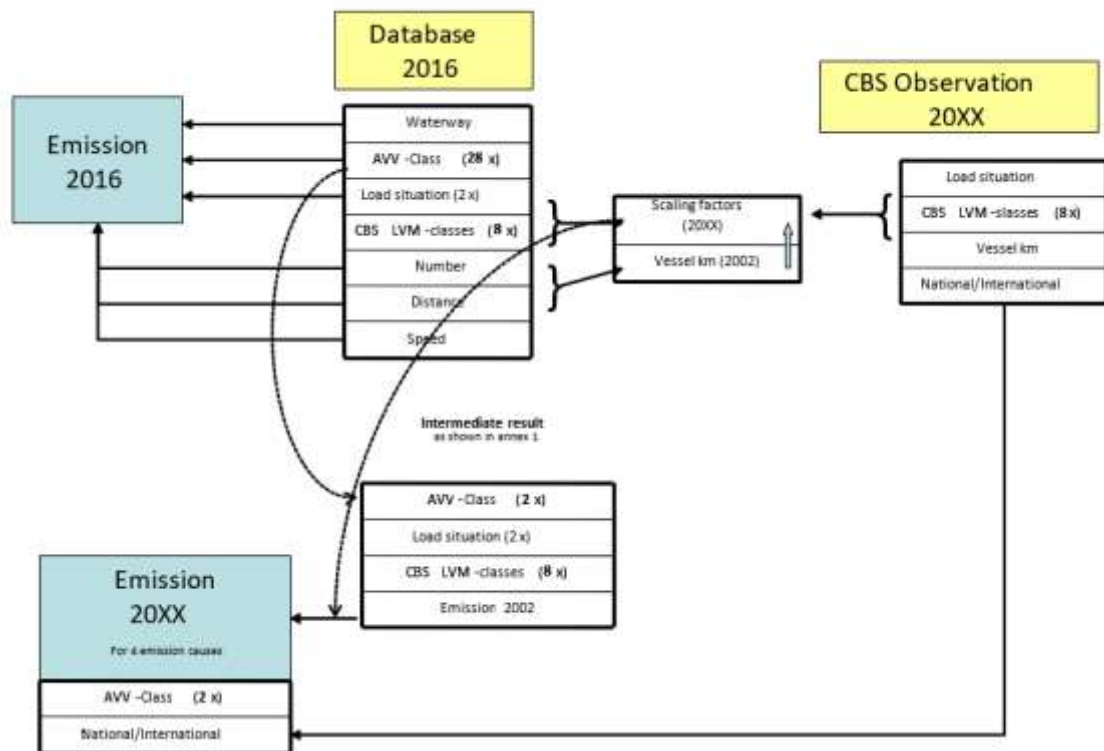 Database
2016
CBS Observation
20XX
Emission
2016
Waterway
AVV -Class (28 x)
Load situation (2 x)
CBS LVM -classes (8 x)
Number
Distance
Speed
Scaling factors
(20XX)
Vessel km (2002)
Load situation
CBS LVM -slasses (8x)
Vessel km
National/International
Intermediate result
as shown in annex 1
AVV -Class (2 x)
Load situation (2 x)
CBS LVM -classes (8 x)
Emission 2002
Emission
20XX
For 4 emission causes
AVV -Class (2 x)
National/International